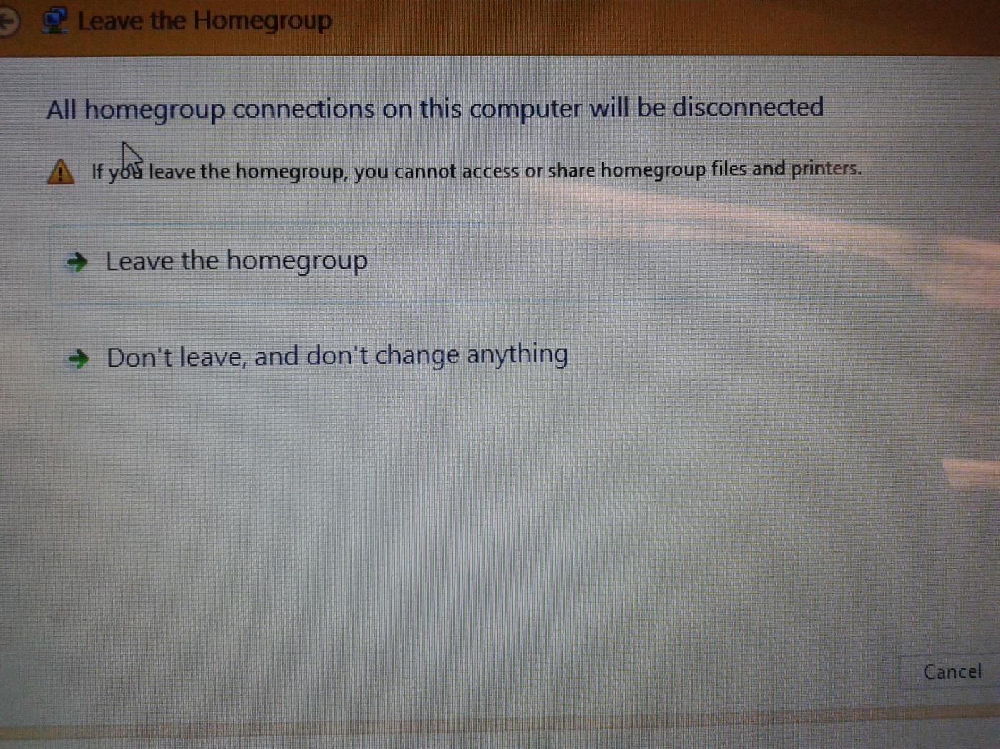 Leave the Homegroup
All homegroup connections on this computer will be disconnected
If you leave the homegroup, you cannot access or share homegroup files and printers.
Leave the homegroup
Don't leave, and don't change anything
Cancel